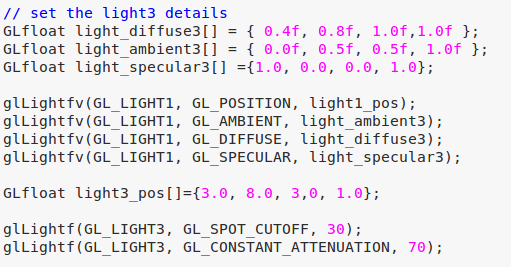 // set the light3 details
GLfloat light_diffuse3[] = { 0.4f, 0.8f, 1.0f,1.0f };
GLfloat light_ambient3[] = { 0.0f, 0.5f, 0.5f, 1.0f };
GLfloat light_specular3[] ={1.0, 0.0, 0.0, 1.0};
glLightfv(GL_LIGHT1, GL_POSITION, light1_pos);
glLightfv(GL_LIGHT1, GL_AMBIENT, light_ambient3);
glLightfv(GL_LIGHT1, GL_DIFFUSE, light_diffuse3);
glLightfv(GL_LIGHT1, GL_SPECULAR, light_specular3);
GLfloat light3_pos[]={3.0, 8.0, 3,0, 1.0};
glLightf(GL_LIGHT3, GL_SPOT_CUTOFF, 30);
glLightf(GL_LIGHT3, GL_CONSTANT_ATTENUATION, 70);